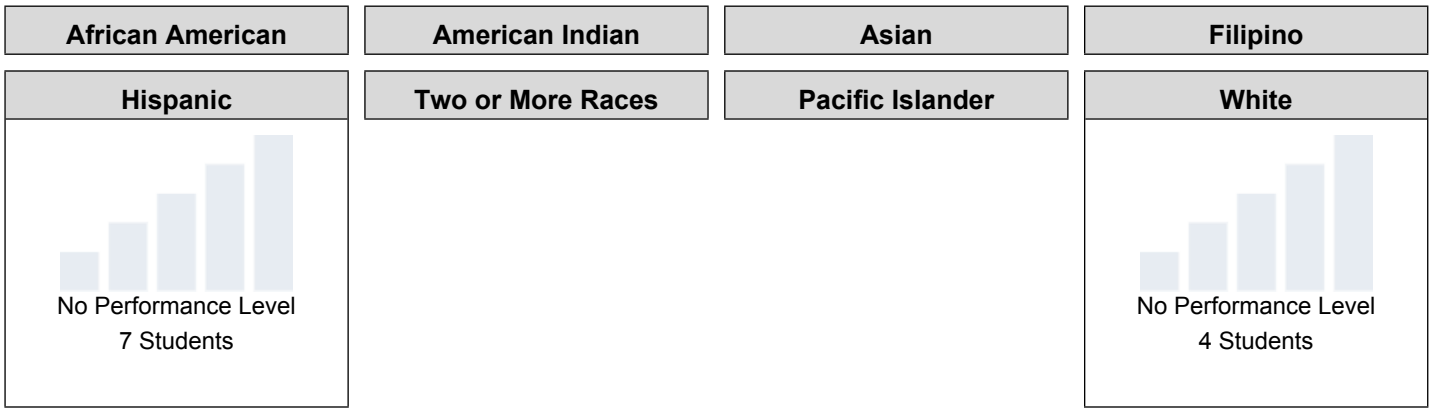 African American
American Indian
Asian
Filipino
Hispanic
Two or More Races
Pacific Islander
White
No Performance Level
7 Students
No Performance Level
4 Students